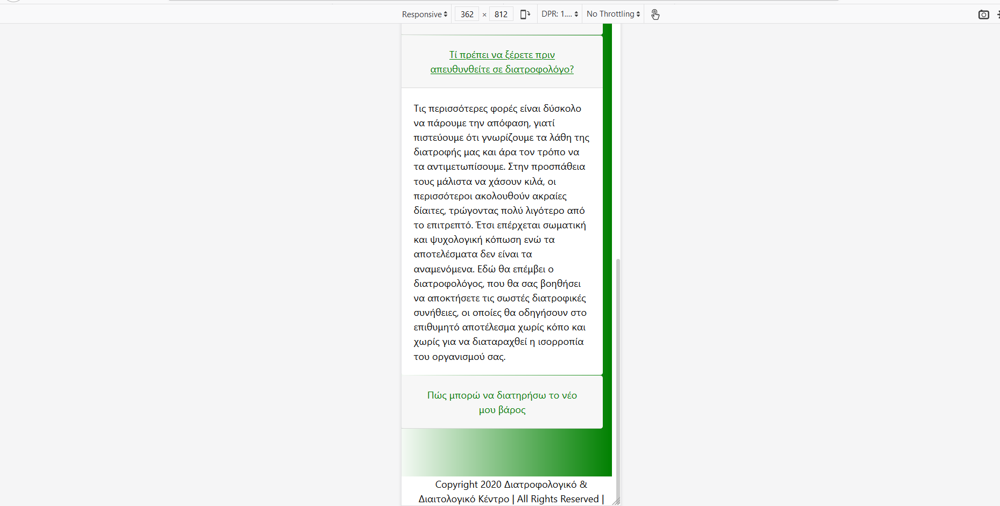 Responsive 362 × 812 DPR: 1.... No Throttling
Τί πρέπει να ξέρετε πριν
απευθυνθείτε σε διατροφολόγο?
Τις περισσότερες φορές είναι δύσκολο
να πάρουμε την απόφαση, γιατί
πιστεύουμε ότι γνωρίζουμε τα λάθη της
διατροφής μας και άρα τον τρόπο να
τα αντιμετωπίσουμε. Στην προσπάθεια
τους μάλιστα να χάσουν κιλά, οι
περισσότεροι ακολουθούν ακραίες
δίαιτες, τρώγοντας πολύ λιγότερο από
το επιτρεπτό. Έτσι επέρχεται σωματική
και ψυχολογική κόπωση ενώ τα
αποτελέσματα δεν είναι τα
αναμενόμενα. Εδώ θα επέμβει ο
διατροφολόγος, που θα σας βοηθήσει
να αποκτήσετε τις σωστές διατροφικές
συνήθειες, οι οποίες θα οδηγήσουν στο
επιθυμητό αποτέλεσμα χωρίς κόπο και
χωρίς για να διαταραχθεί η ισορροπία
του οργανισμού σας.
Πώς μπορώ να διατηρήσω το νέο
μου βάρος
Copyright 2020 Διατροφολογικό &
Διαιτολογικό Κέντρο | All Rights Reserved |